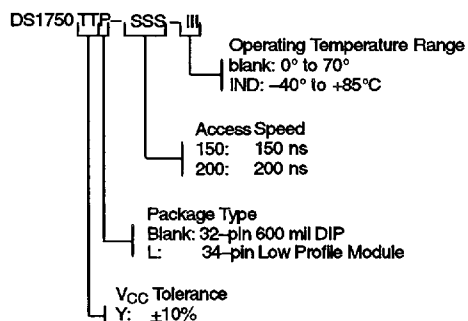 DS1750 TTP- SSS - III
Operating Temperature Range
blank: 0° to 70°
IND: –40° to +85°C
Access Speed
150: 150 ns
200: 200 ns
Package Type
Blank: 32–pin 600 mil DIP
L: 34–pin Low Profile Module
VCC Tolerance
Y: ±10%